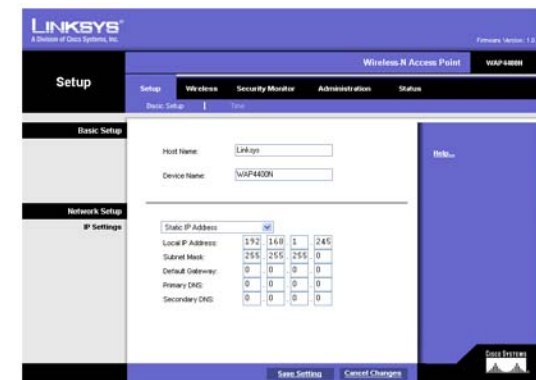 LINKSYS®
A Division of Cisco Systems, Inc.
Firmware Version: 1.0
Wireless-N Access Point
WAP4400N
Setup
Setup Wireless Security Monitor Administration Status
Basic Setup | Time
Basic Setup
Host Name: Linksys
Device Name: WAP4400N
Help...
Network Setup
IP Settings
Static IP Address
Local IP Address: 192 . 168 . 1 . 245
Subnet Mask: 255 . 255 . 255 . 0
Default Gateway: 0 . 0 . 0 . 0
Primary DNS: 0 . 0 . 0 . 0
Secondary DNS: 0 . 0 . 0 . 0
Save Setting Cancel Changes
Cisco Systems